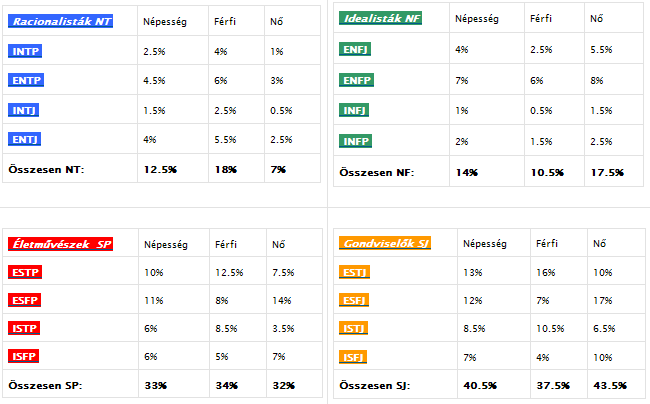 Racionalisták NT Népesség Férfi Nő
INTP 2.5% 4% 1%
ENTP 4.5% 6% 3%
INTJ 1.5% 2.5% 0.5%
ENTJ 4% 5.5% 2.5%
Összesen NT: 12.5% 18% 7%
Idealisták NF Népesség Férfi Nő
ENFJ 4% 2.5% 5.5%
ENFP 7% 6% 8%
INFJ 1% 0.5% 1.5%
INFP 2% 1.5% 2.5%
Összesen NF: 14% 10.5% 17.5%
Életművészek SP Népesség Férfi Nő
ESTP 10% 12.5% 7.5%
ESFP 11% 8% 14%
ISTP 6% 8.5% 3.5%
ISFP 6% 5% 7%
Összesen SP: 33% 34% 32%
Gondviselők SJ Népesség Férfi Nő
ESTJ 13% 16% 10%
ESFJ 12% 7% 17%
ISTJ 8.5% 10.5% 6.5%
ISFJ 7% 4% 10%
Összesen SJ: 40.5% 37.5% 43.5%